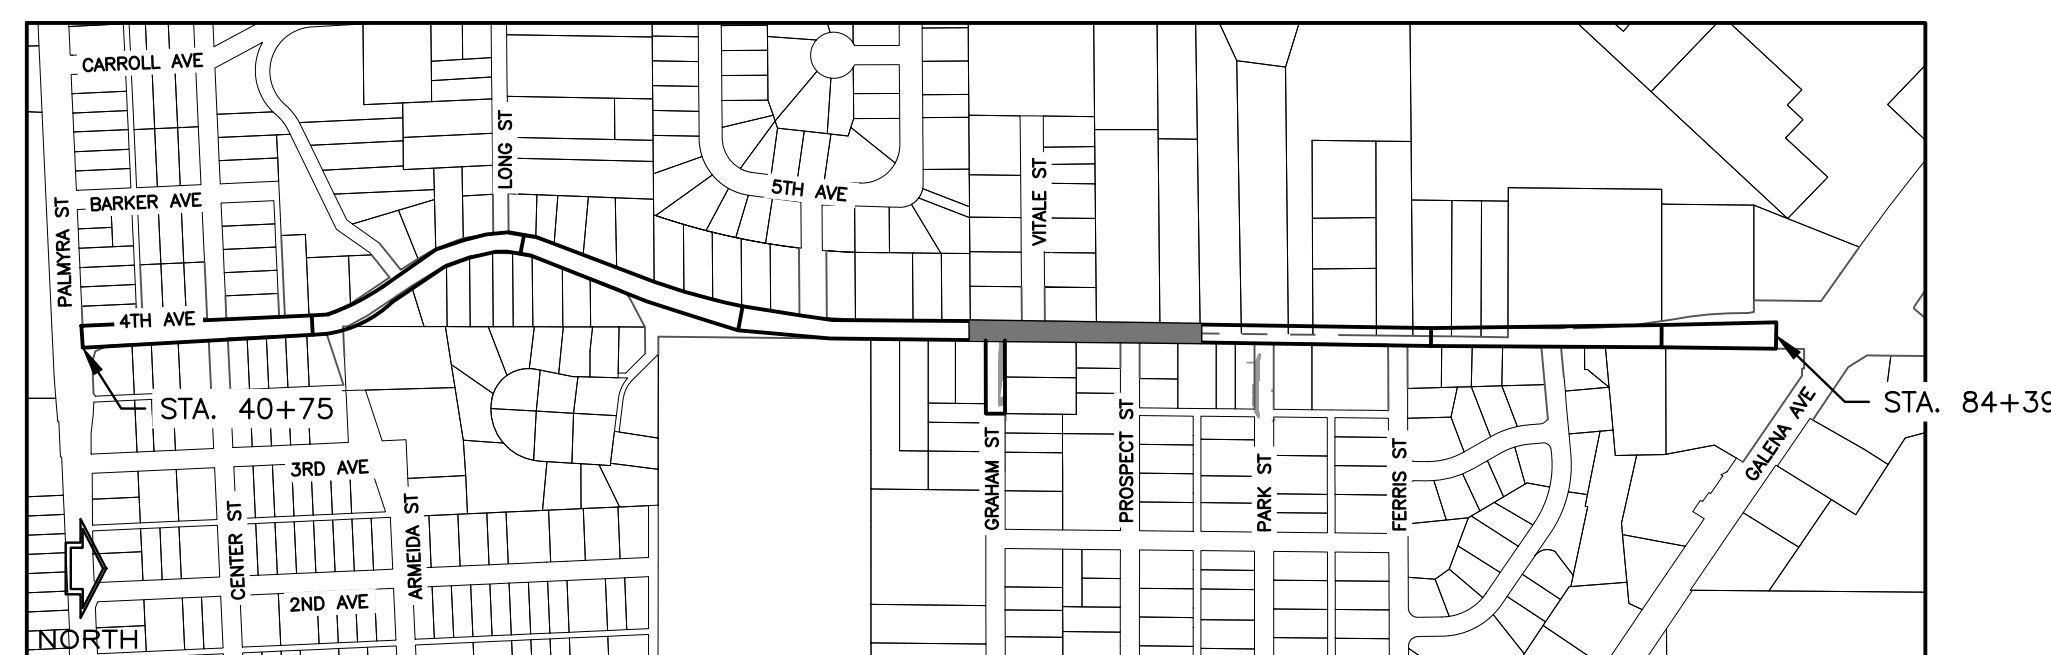 CARROLL AVE
LONG ST
5TH AVE
VITALE ST
BARKER AVE
PALMYRA ST
4TH AVE
STA. 40+75
STA. 84+39
GALENA AVE
3RD AVE
CENTER ST
ARMEIDA ST
GRAHAM ST
PROSPECT ST
PARK ST
FERRIS ST
2ND AVE
NORTH